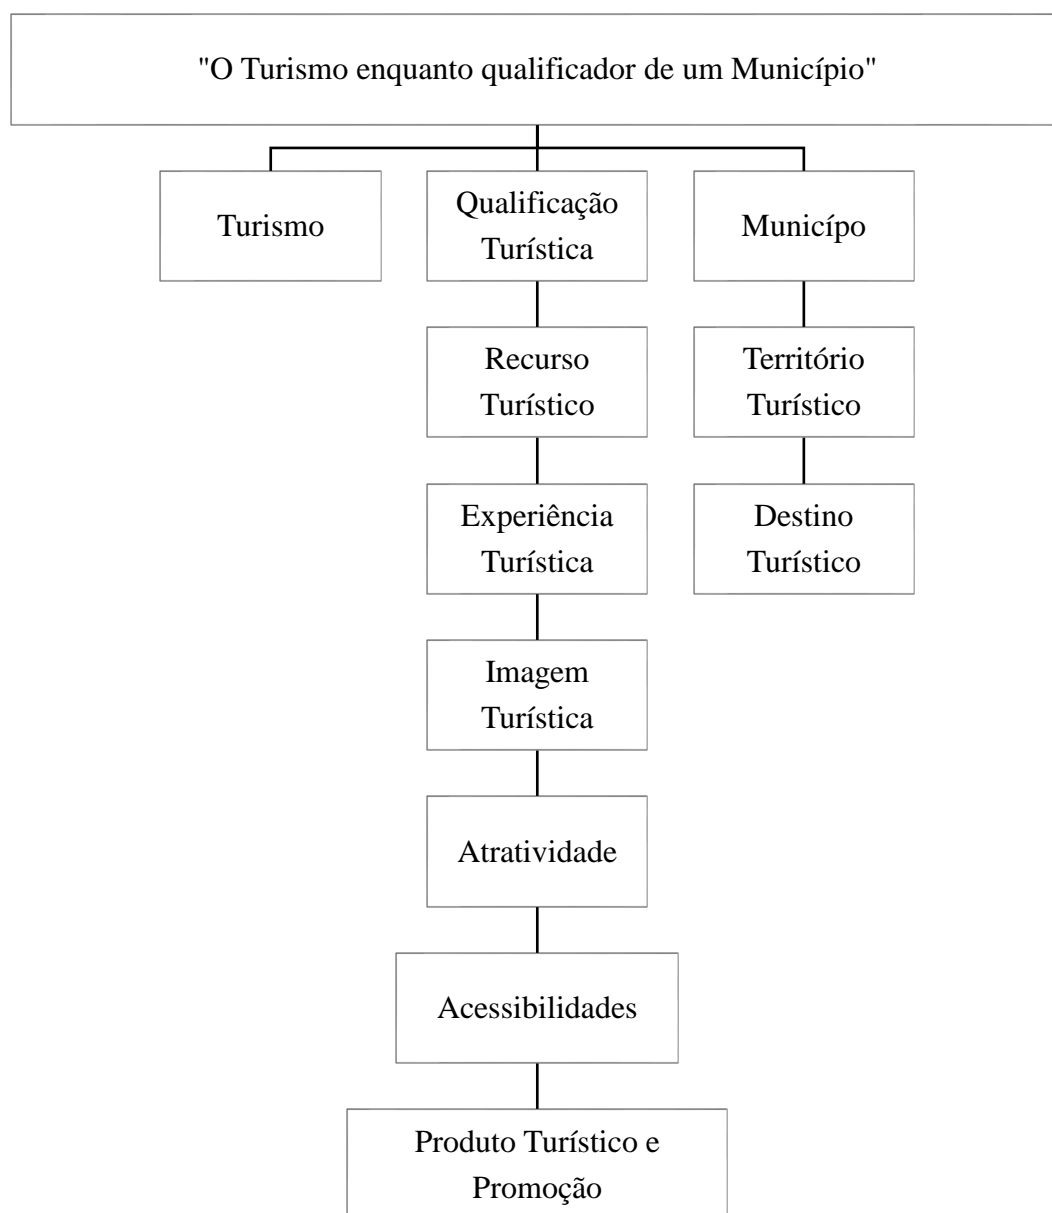 "O Turismo enquanto qualificador de um Município"
Turismo
Qualificação
Turística
Municípo
Recurso
Turístico
Território
Turístico
Experiência
Turística
Destino
Turístico
Imagem
Turística
Atratividade
Acessibilidades
Produto Turístico e
Promoção